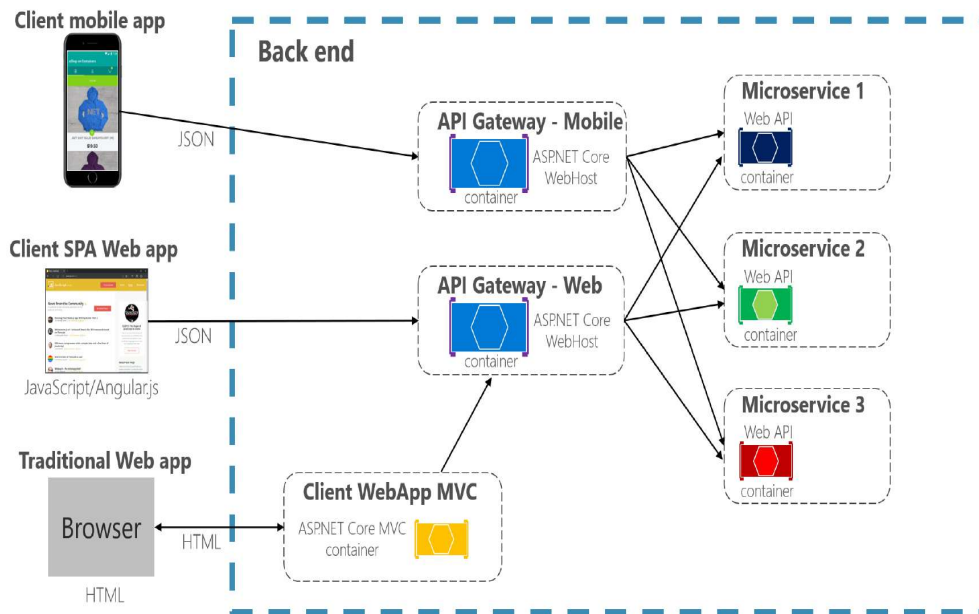 Client mobile app
JSON
Back end
API Gateway - Mobile
ASP.NET Core
WebHost
container
Microservice 1
Web API
container
Client SPA Web app
JavaScript/Angular.js
JSON
API Gateway - Web
ASP.NET Core
WebHost
container
Microservice 2
Web API
container
Microservice 3
Web API
container
Traditional Web app
Browser
HTML
HTML
Client WebApp MVC
ASP.NET Core MVC
container